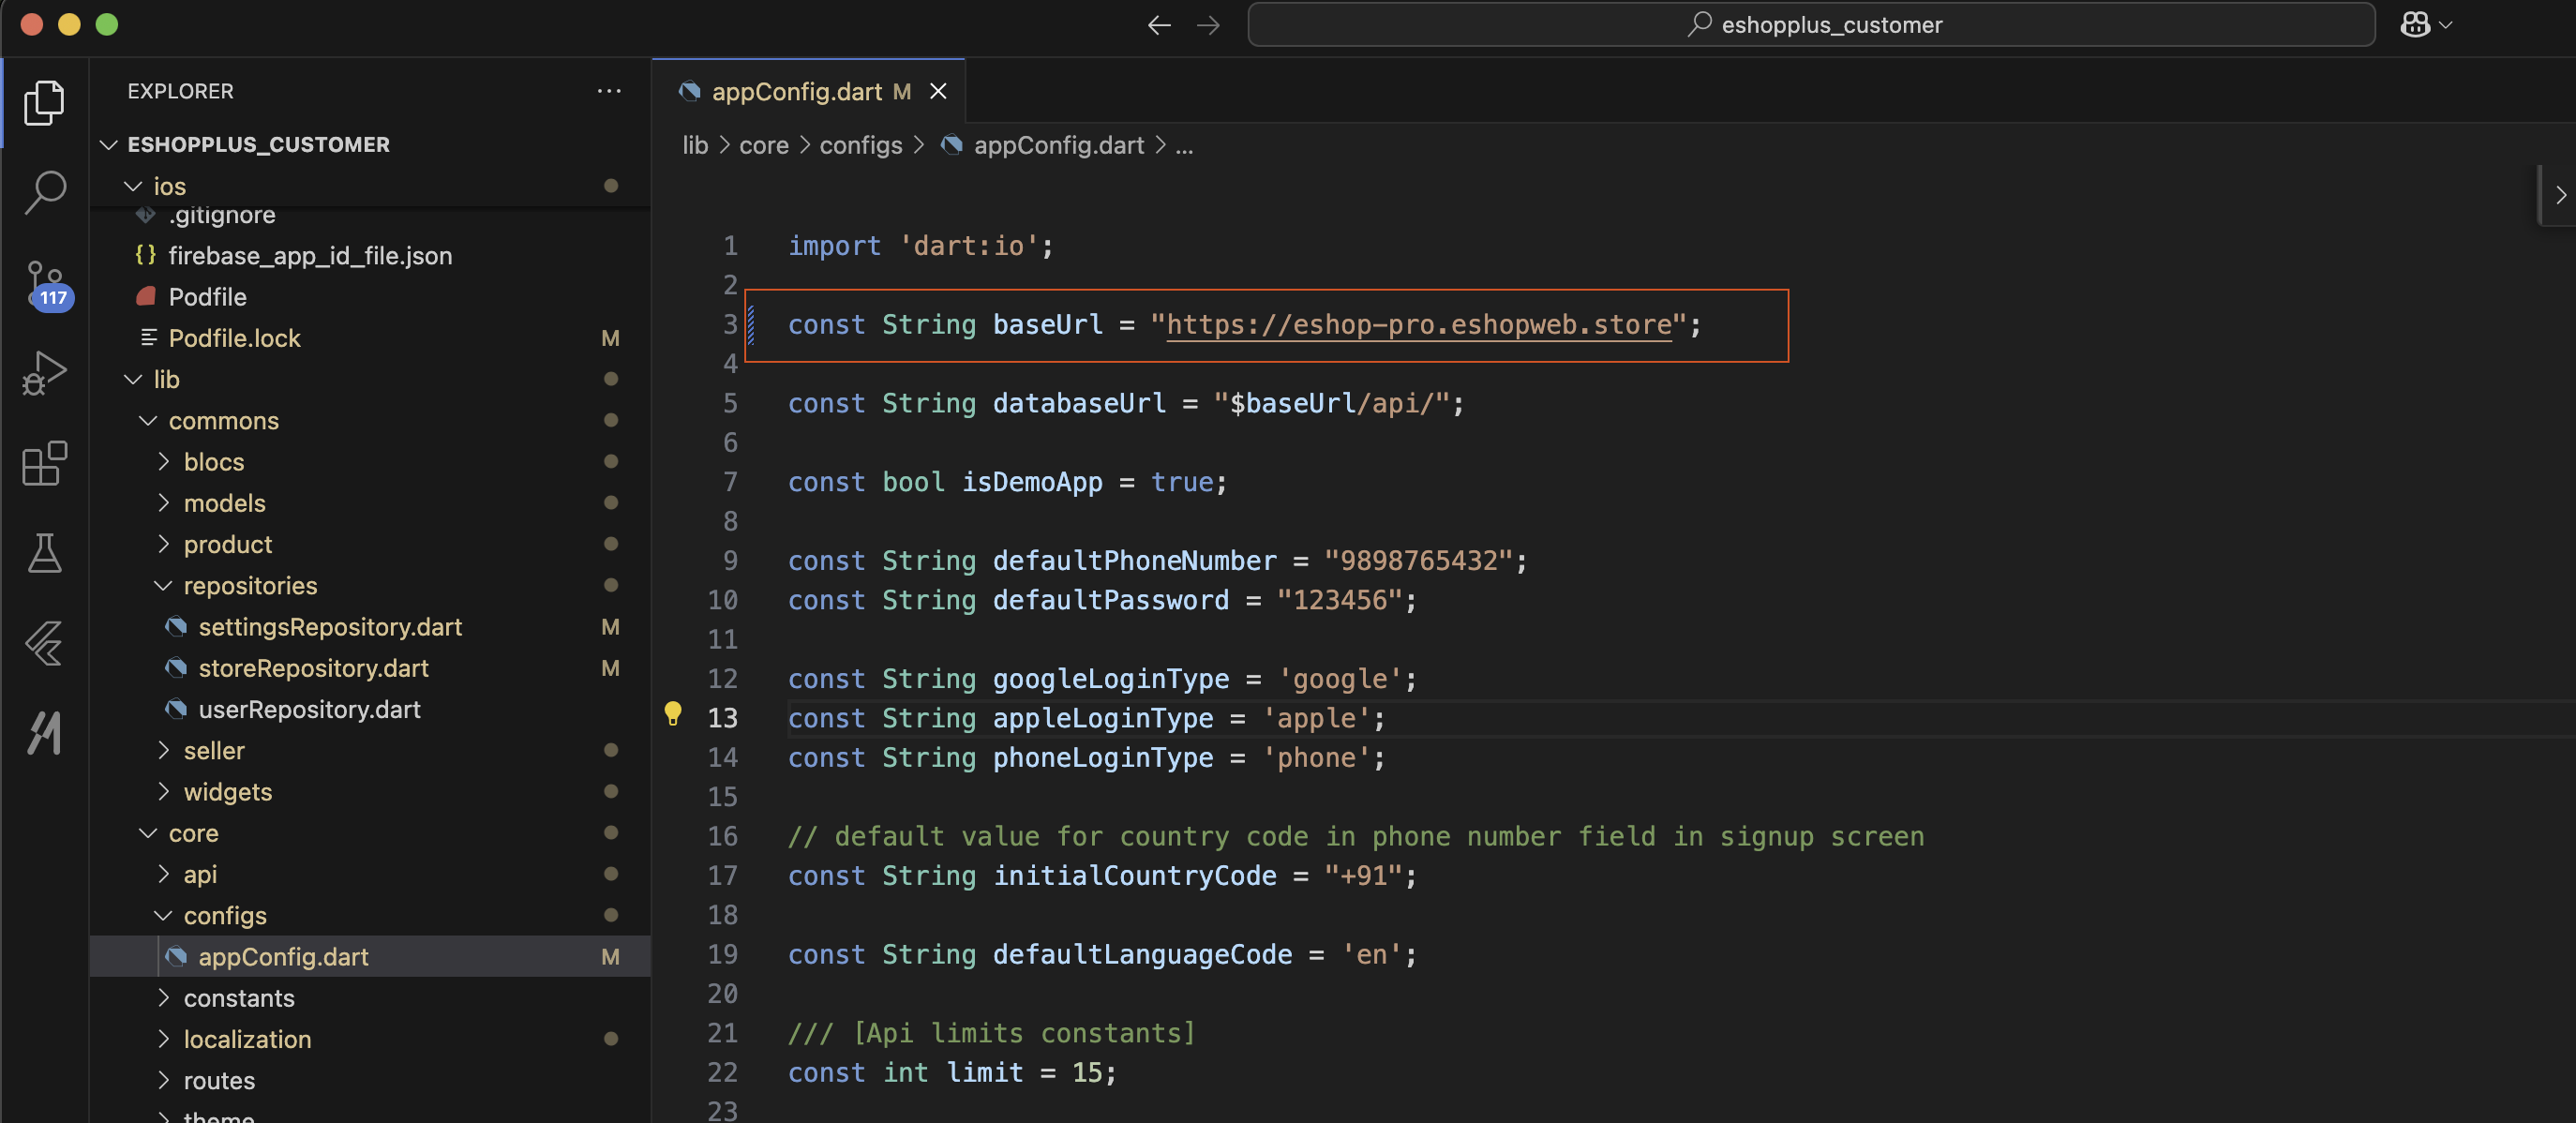 eshopplus_customer
EXPLORER
ESHOPPLUS_CUSTOMER
ios
.gitignore
firebase_app_id_file.json
Podfile
Podfile.lock M
lib
commons
blocs
models
product
repositories
settingsRepository.dart M
storeRepository.dart M
userRepository.dart
seller
widgets
core
api
configs
appConfig.dart M
constants
localization
routes
theme
117
appConfig.dart M
lib > core > configs > appConfig.dart > ...
1 import 'dart:io';
2
3 const String baseUrl = "https://eshop-pro.eshopweb.store";
4
5 const String databaseUrl = "$baseUrl/api/";
6
7 const bool isDemoApp = true;
8
9 const String defaultPhoneNumber = "9898765432";
10 const String defaultPassword = "123456";
11
12 const String googleLoginType = 'google';
13 const String appleLoginType = 'apple';
14 const String phoneLoginType = 'phone';
15
16 // default value for country code in phone number field in signup screen
17 const String initialCountryCode = "+91";
18
19 const String defaultLanguageCode = 'en';
20
21 /// [Api limits constants]
22 const int limit = 15;
23